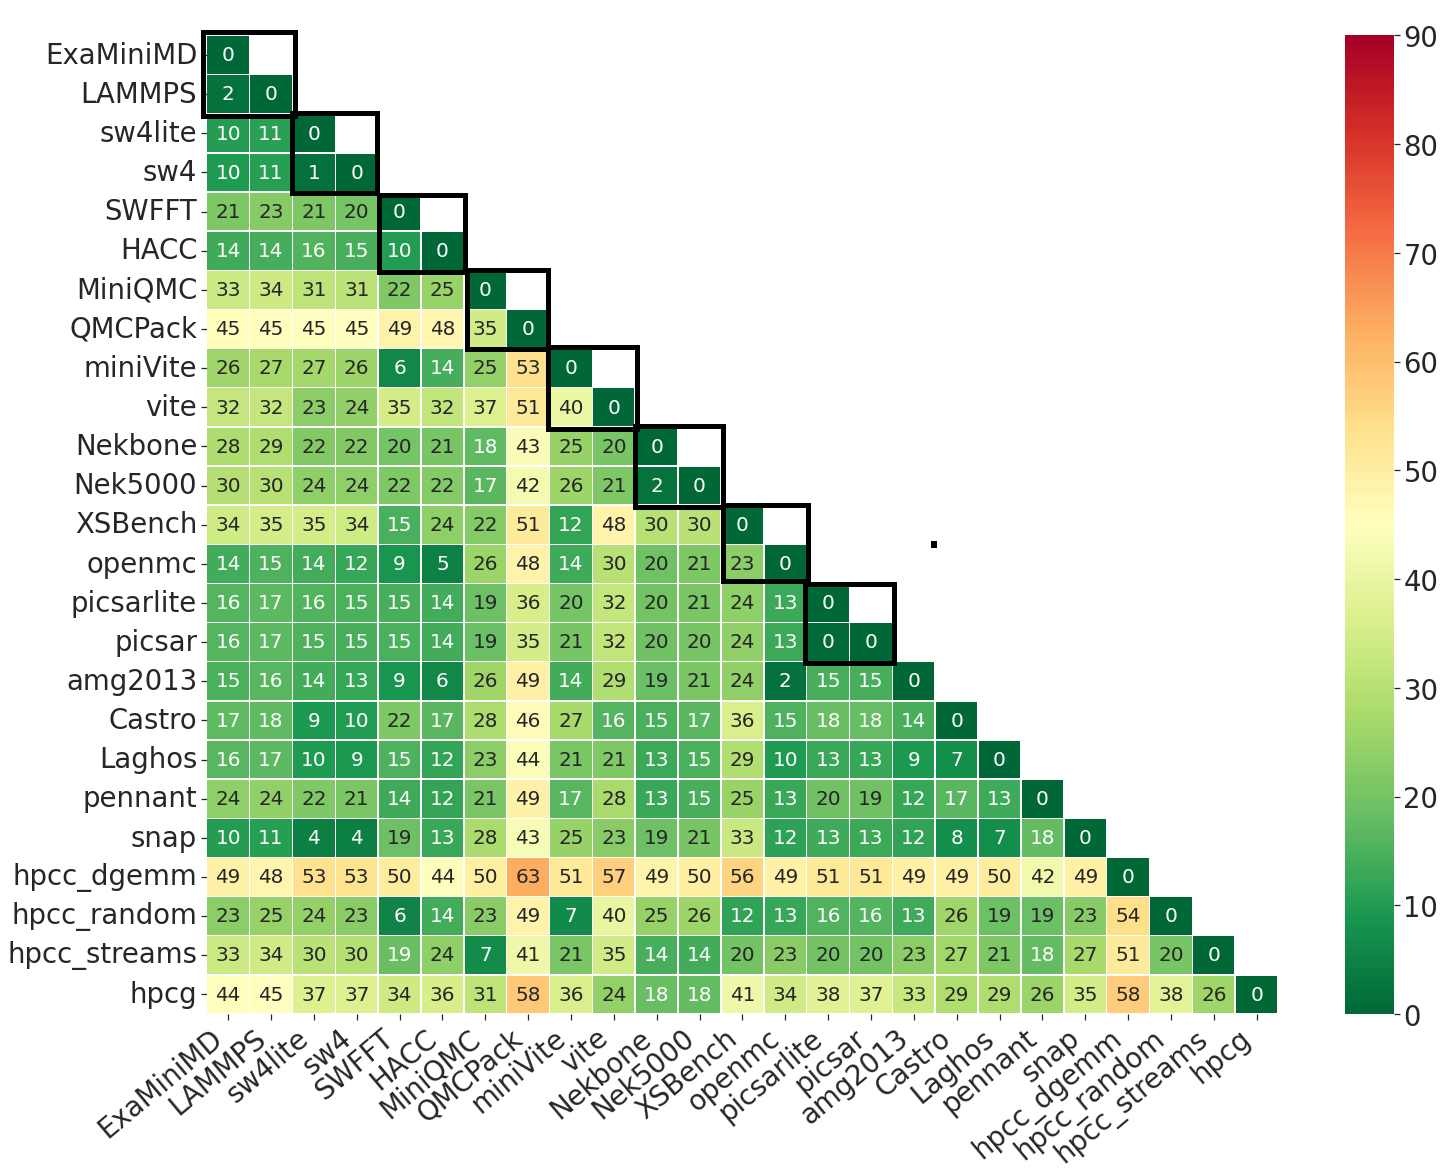 ExaMiniMD 0
LAMMPS 2 0
sw4lite 10 11 0
sw4 10 11 1 0
SWFFT 21 23 21 20 0
HACC 14 14 16 15 10 0
MiniQMC 33 34 31 31 22 25 0
QMCPack 45 45 45 45 49 48 35 0
miniVite 26 27 27 26 6 14 25 53 0
vite 32 32 23 24 35 32 37 51 40 0
Nekbone 28 29 22 22 20 21 18 43 25 20 0
Nek5000 30 30 24 24 22 22 17 42 26 21 2 0
XSBench 34 35 35 34 15 24 22 51 12 48 30 30 0
openmc 14 15 14 12 9 5 26 48 14 30 20 21 23 0
picsarlite 16 17 16 15 15 14 19 36 20 32 20 21 24 13 0
picsar 16 17 15 15 15 14 19 35 21 32 20 20 24 13 0 0
amg2013 15 16 14 13 9 6 26 49 14 29 19 21 24 2 15 15 0
Castro 17 18 9 10 22 17 28 46 27 16 15 17 36 15 18 18 14 0
Laghos 16 17 10 9 15 12 23 44 21 21 13 15 29 10 13 13 9 7 0
pennant 24 24 22 21 14 12 21 49 17 28 13 15 25 13 20 19 12 17 13 0
snap 10 11 4 4 19 13 28 43 25 23 19 21 33 12 13 13 12 8 7 18 0
hpcc_dgemm 49 48 53 53 50 44 50 63 51 57 49 50 56 49 51 51 49 49 50 42 49 0
hpcc_random 23 25 24 23 6 14 23 49 7 40 25 26 12 13 16 16 13 26 19 19 23 54 0
hpcc_streams 33 34 30 30 19 24 7 41 21 35 14 14 20 23 20 20 23 27 21 18 27 51 20 0
hpcg 44 45 37 37 34 36 31 58 36 24 18 18 41 34 38 37 33 29 29 26 35 58 38 26 0
ExaMiniMD
LAMMPS
sw4lite
sw4
SWFFT
HACC
MiniQMC
QMCPack
miniVite
vite
Nekbone
Nek5000
XSBench
openmc
picsarlite
picsar
amg2013
Castro
Laghos
pennant
snap
hpcc_dgemm
hpcc_random
hpcc_streams
hpcg
90
80
70
60
50
40
30
20
10
0